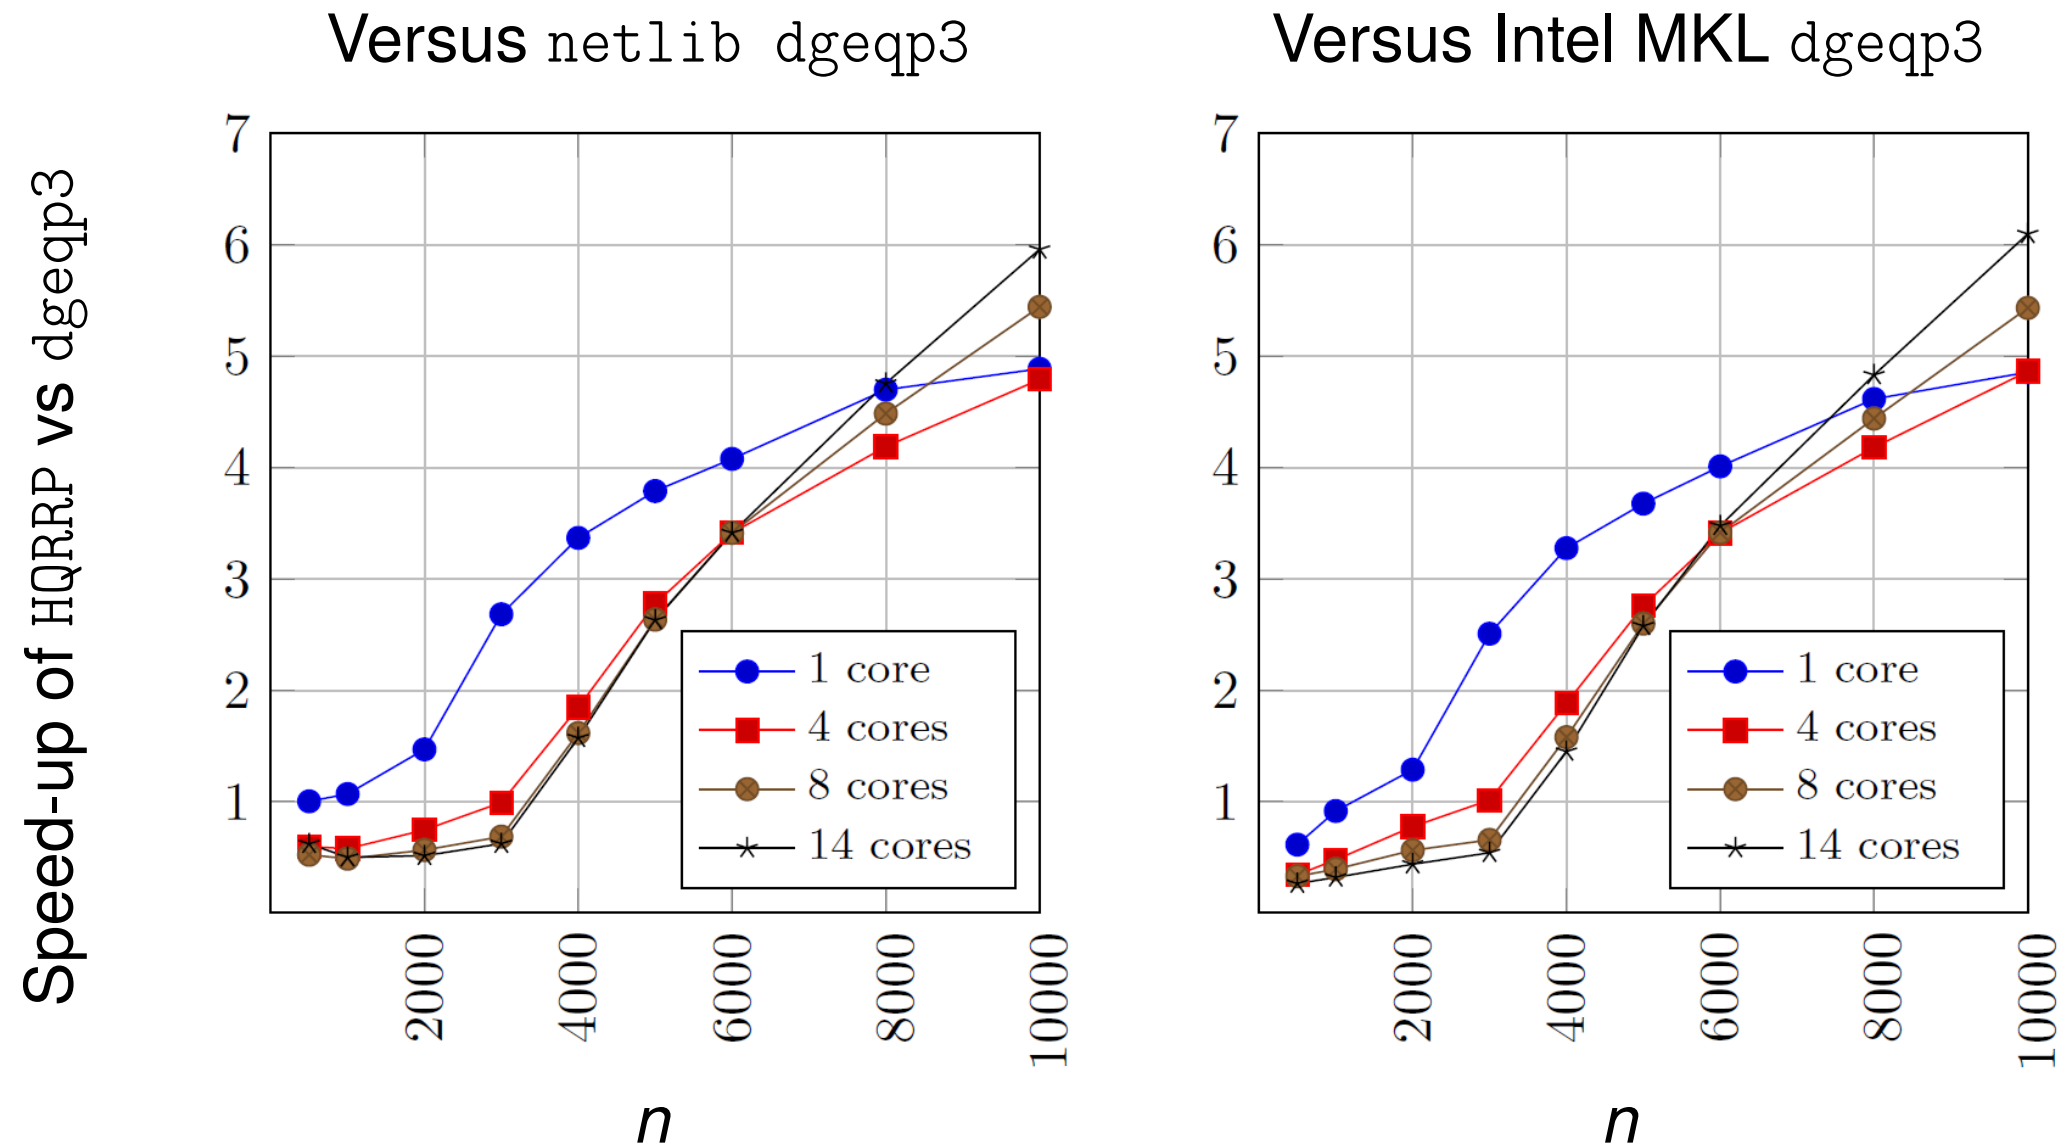 Versus netlib dgeqp3
Versus Intel MKL dgeqp3
Speed-up of HQRRP vs dgeqp3
7
6
5
4
3
2
1
2000
4000
6000
8000
10000
n
1 core
4 cores
8 cores
14 cores
7
6
5
4
3
2
1
2000
4000
6000
8000
10000
n
1 core
4 cores
8 cores
14 cores